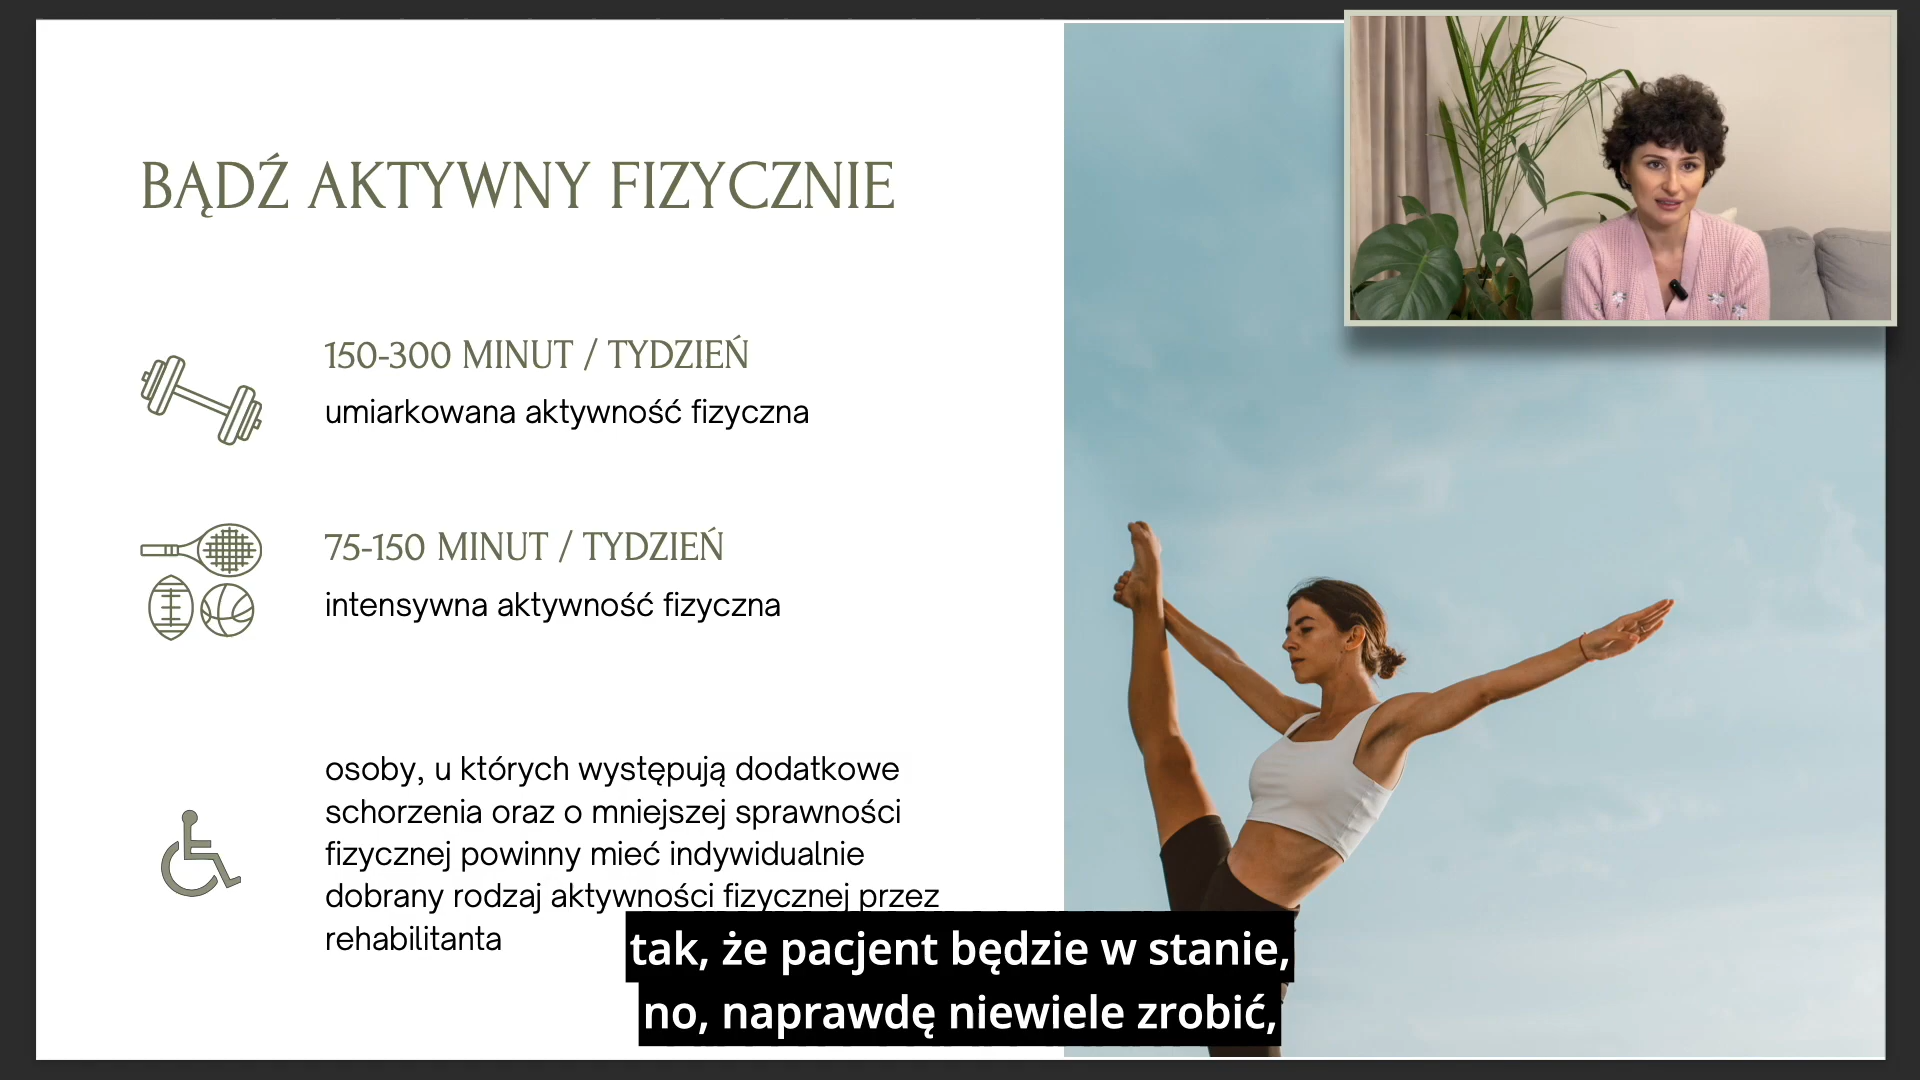 BĄDŹ AKTYWNY FIZYCZNIE
150-300 MINUT / TYDZIEŃ
umiarkowana aktywność fizyczna
75-150 MINUT / TYDZIEŃ
intensywna aktywność fizyczna
osoby, u których występują dodatkowe
schorzenia oraz o mniejszej sprawności
fizycznej powinny mieć indywidualnie
dobrany rodzaj aktywności fizycznej przez
rehabilitanta
tak, że pacjent będzie w stanie,
no, naprawdę niewiele zrobić,